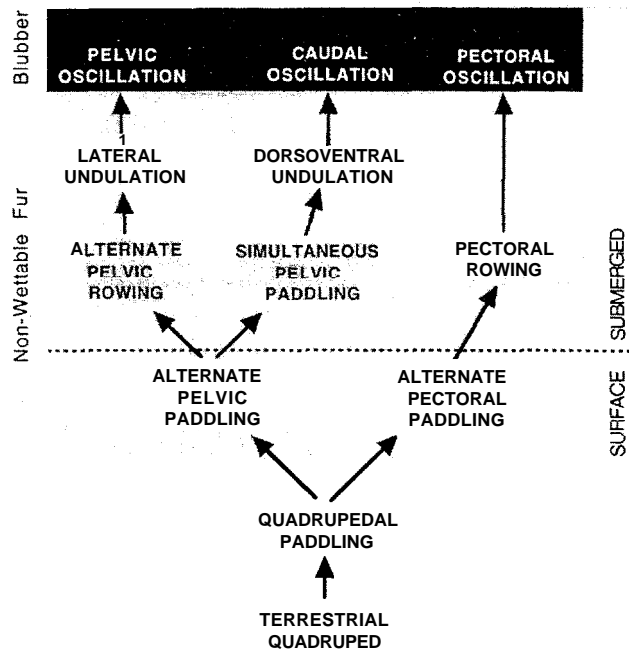 Blubber
PELVIC
OSCILLATION
CAUDAL
OSCILLATION
PECTORAL
OSCILLATION
Non-Wettable Fur
LATERAL
UNDULATION
DORSOVENTRAL
UNDULATION
ALTERNATE
PELVIC
ROWING
SIMULTANEOUS
PELVIC
PADDLING
PECTORAL
ROWING
SUBMERGED
ALTERNATE
PELVIC
PADDLING
ALTERNATE
PECTORAL
PADDLING
SURFACE
QUADRUPEDAL
PADDLING
TERRESTRIAL
QUADRUPED